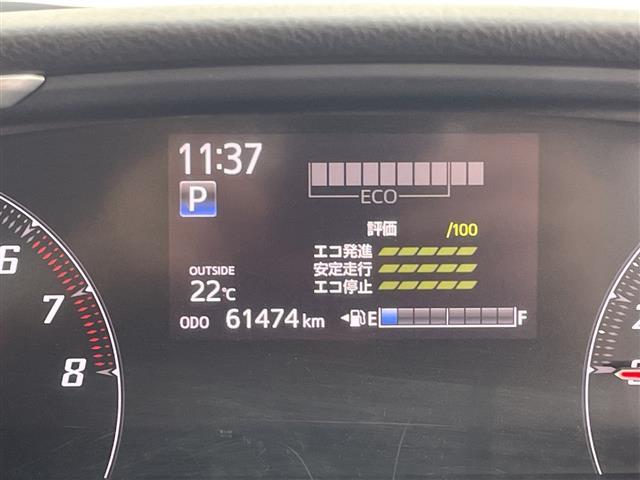 11:37
P
ECO
評価 /100
エコ発進
安定走行
エコ停止
OUTSIDE
22℃
ODO 61474 km
E F
6
7
8